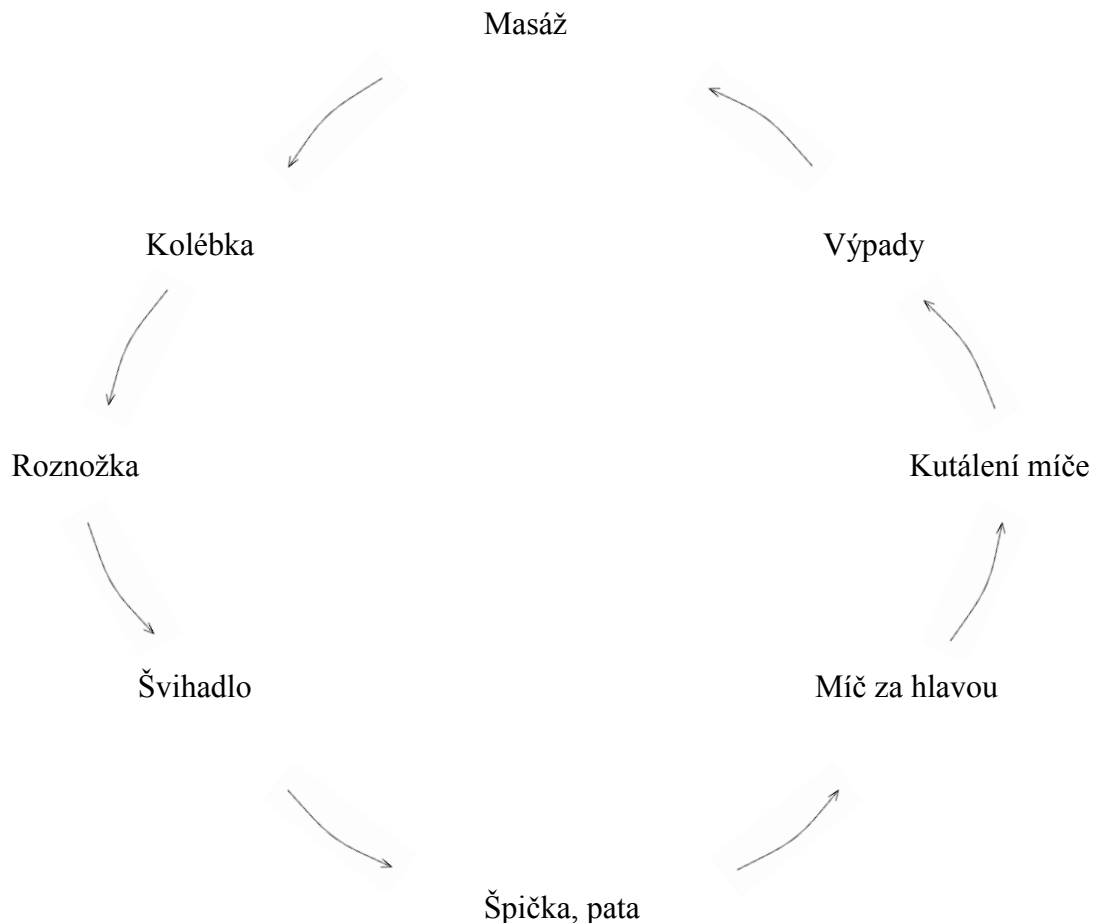 Masáž
Kolébka
Výpady
Roznožka
Kutálení míče
Švihadlo
Míč za hlavou
Špička, pata